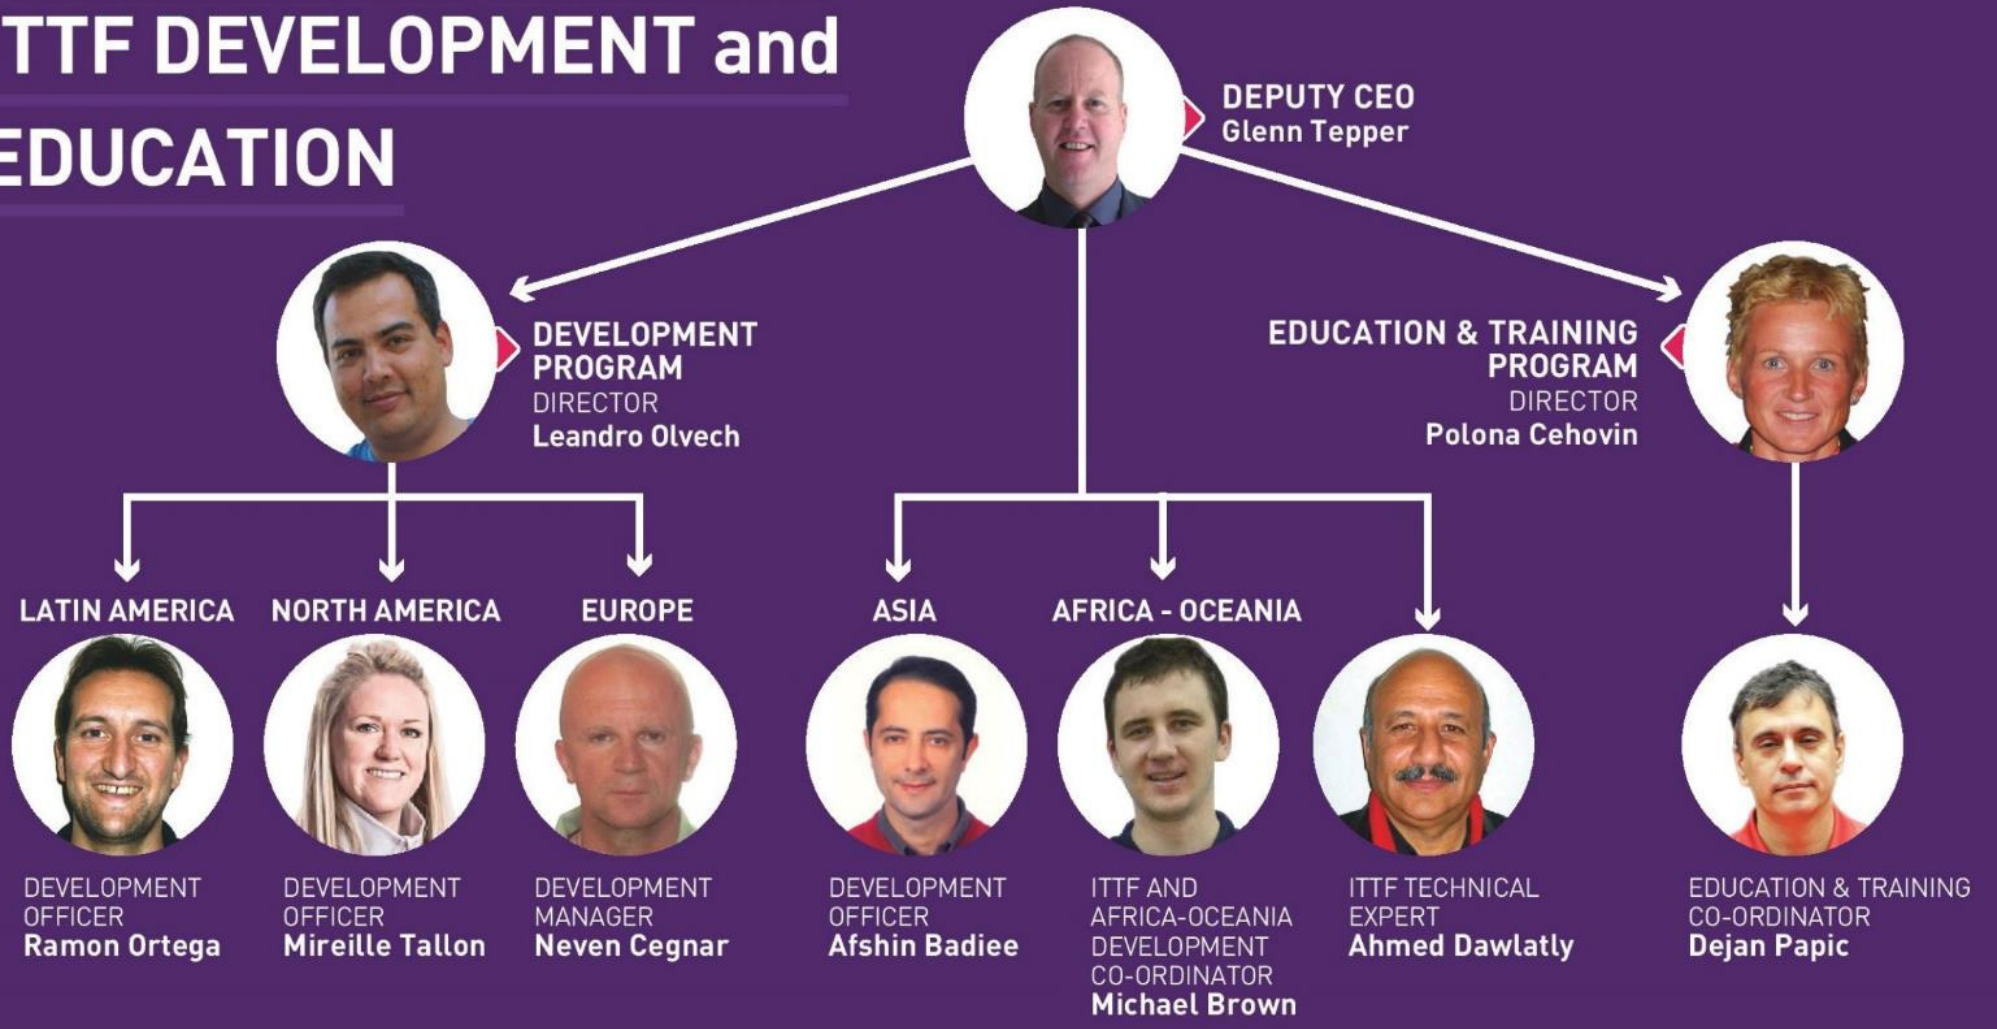 TTF DEVELOPMENT and
EDUCATION
DEPUTY CEO
Glenn Tepper
DEVELOPMENT
PROGRAM
DIRECTOR
Leandro Olvech
EDUCATION & TRAINING
PROGRAM
DIRECTOR
Polona Cehovin
LATIN AMERICA
NORTH AMERICA
EUROPE
ASIA
AFRICA - OCEANIA
DEVELOPMENT
OFFICER
Ramon Ortega
DEVELOPMENT
OFFICER
Mireille Tallon
DEVELOPMENT
MANAGER
Neven Cegnar
DEVELOPMENT
OFFICER
Afshin Badiee
ITTF AND
AFRICA-OCEANIA
DEVELOPMENT
CO-ORDINATOR
Michael Brown
ITTF TECHNICAL
EXPERT
Ahmed Dawlatly
EDUCATION & TRAINING
CO-ORDINATOR
Dejan Papic